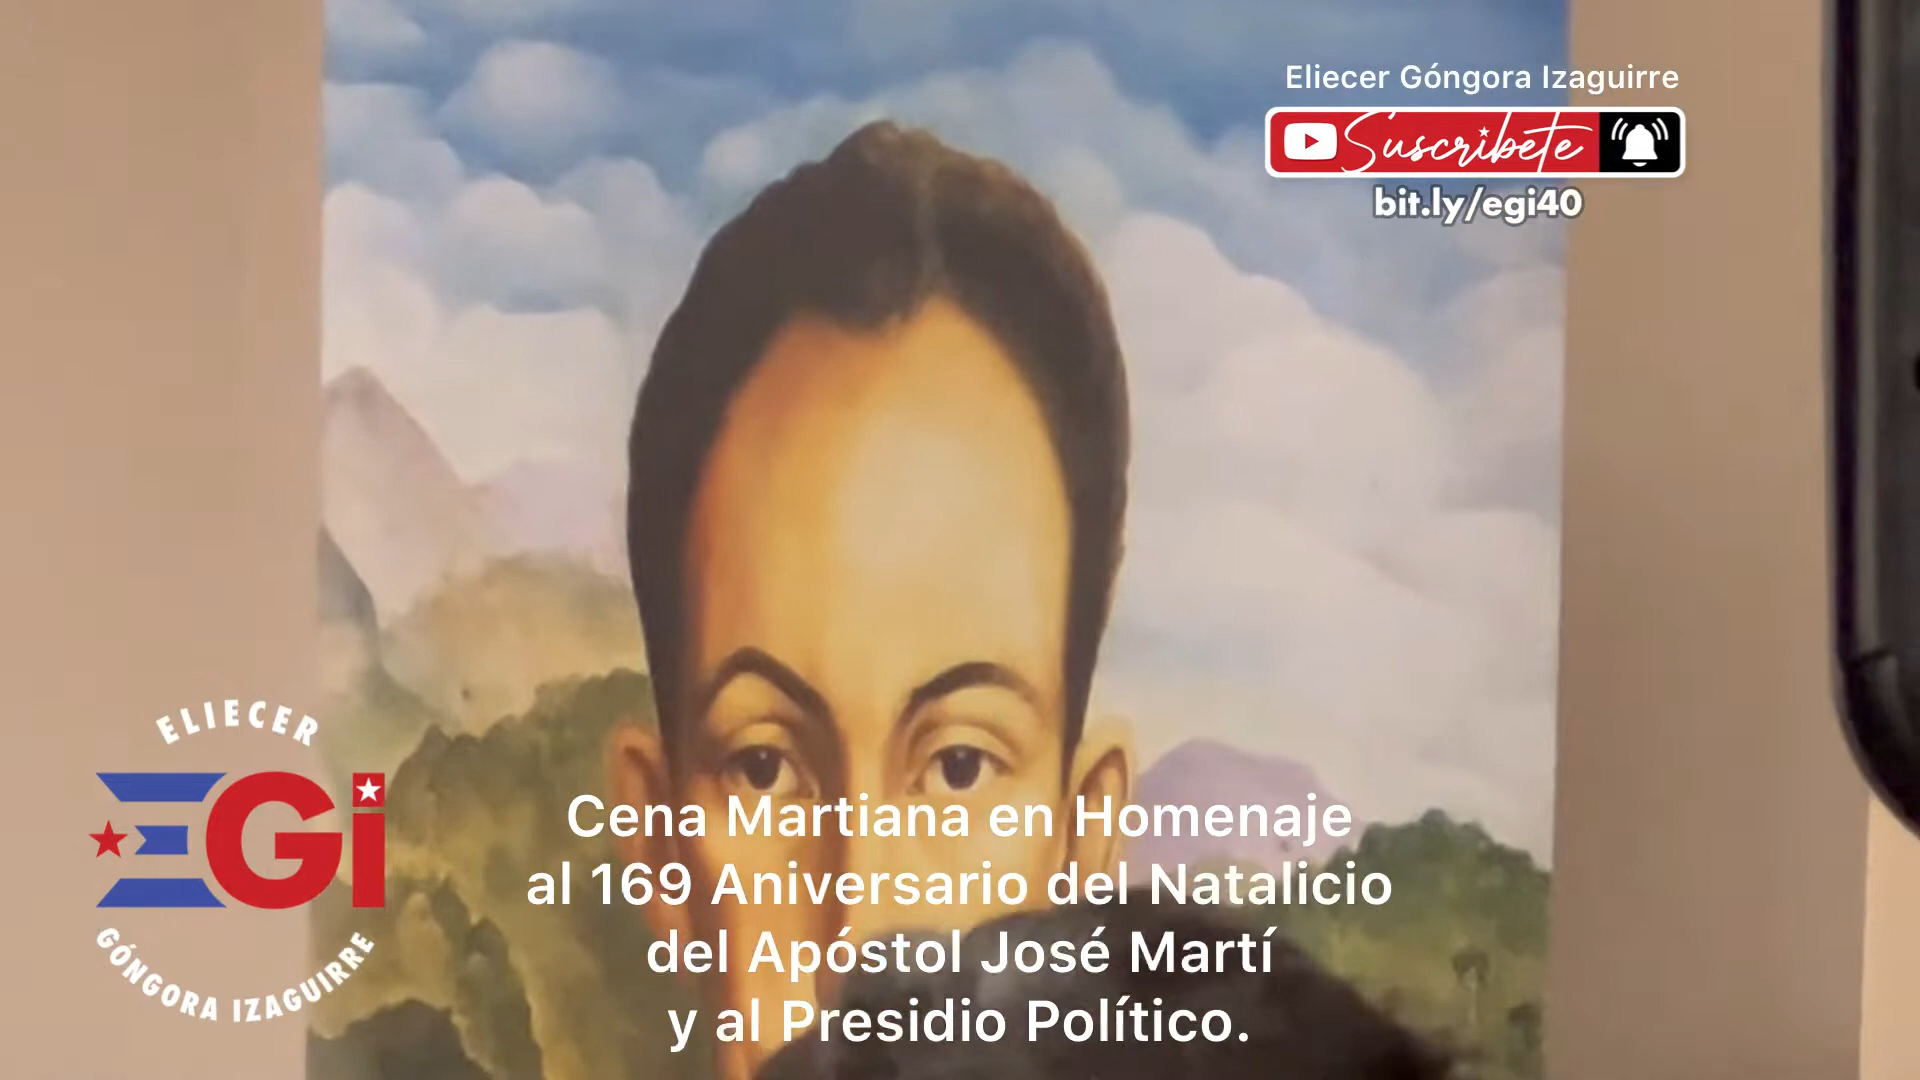 Eliecer Góngora Izaguirre
Suscríbete
bit.ly/egi40
ELIECER
EGi
GÓNGORA IZAGUIRRE
Cena Martiana en Homenaje
al 169 Aniversario del Natalicio
del Apóstol José Martí
y al Presidio Político.